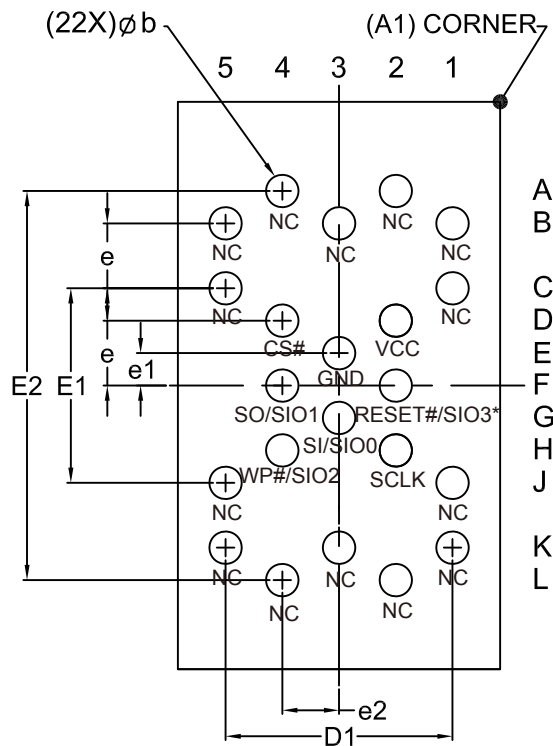 (22X)⌀b
(A1) CORNER
5 4 3 2 1
A
NC NC
B
NC NC NC
e
C
NC NC
D
CS# VCC
e
e1
E
GND
E2 E1
F
SO/SIO1 RESET#/SIO3*
G
SI/SIO0
H
WP#/SIO2 SCLK
J
NC NC
K
NC NC NC
L
NC NC
e2
D1